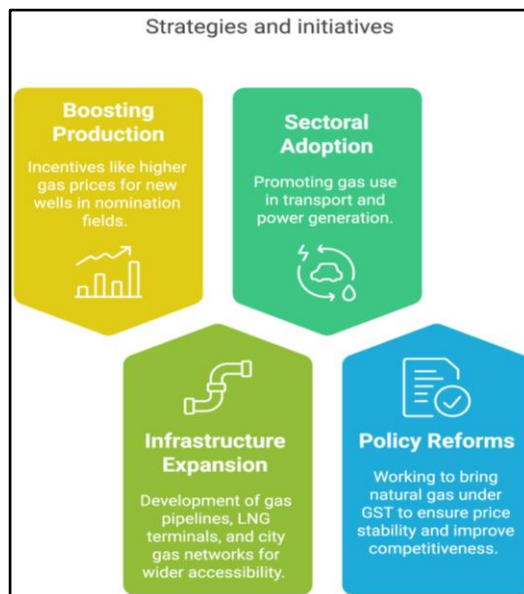 Strategies and initiatives
Boosting
Production
Incentives like higher
gas prices for new
wells in nomination
fields.
Sectoral
Adoption
Promoting gas use
in transport and
power generation.
Infrastructure
Expansion
Development of gas
pipelines, LNG
terminals, and city
gas networks for
wider accessibility.
Policy Reforms
Working to bring
natural gas under
GST to ensure price
stability and improve
competitiveness.